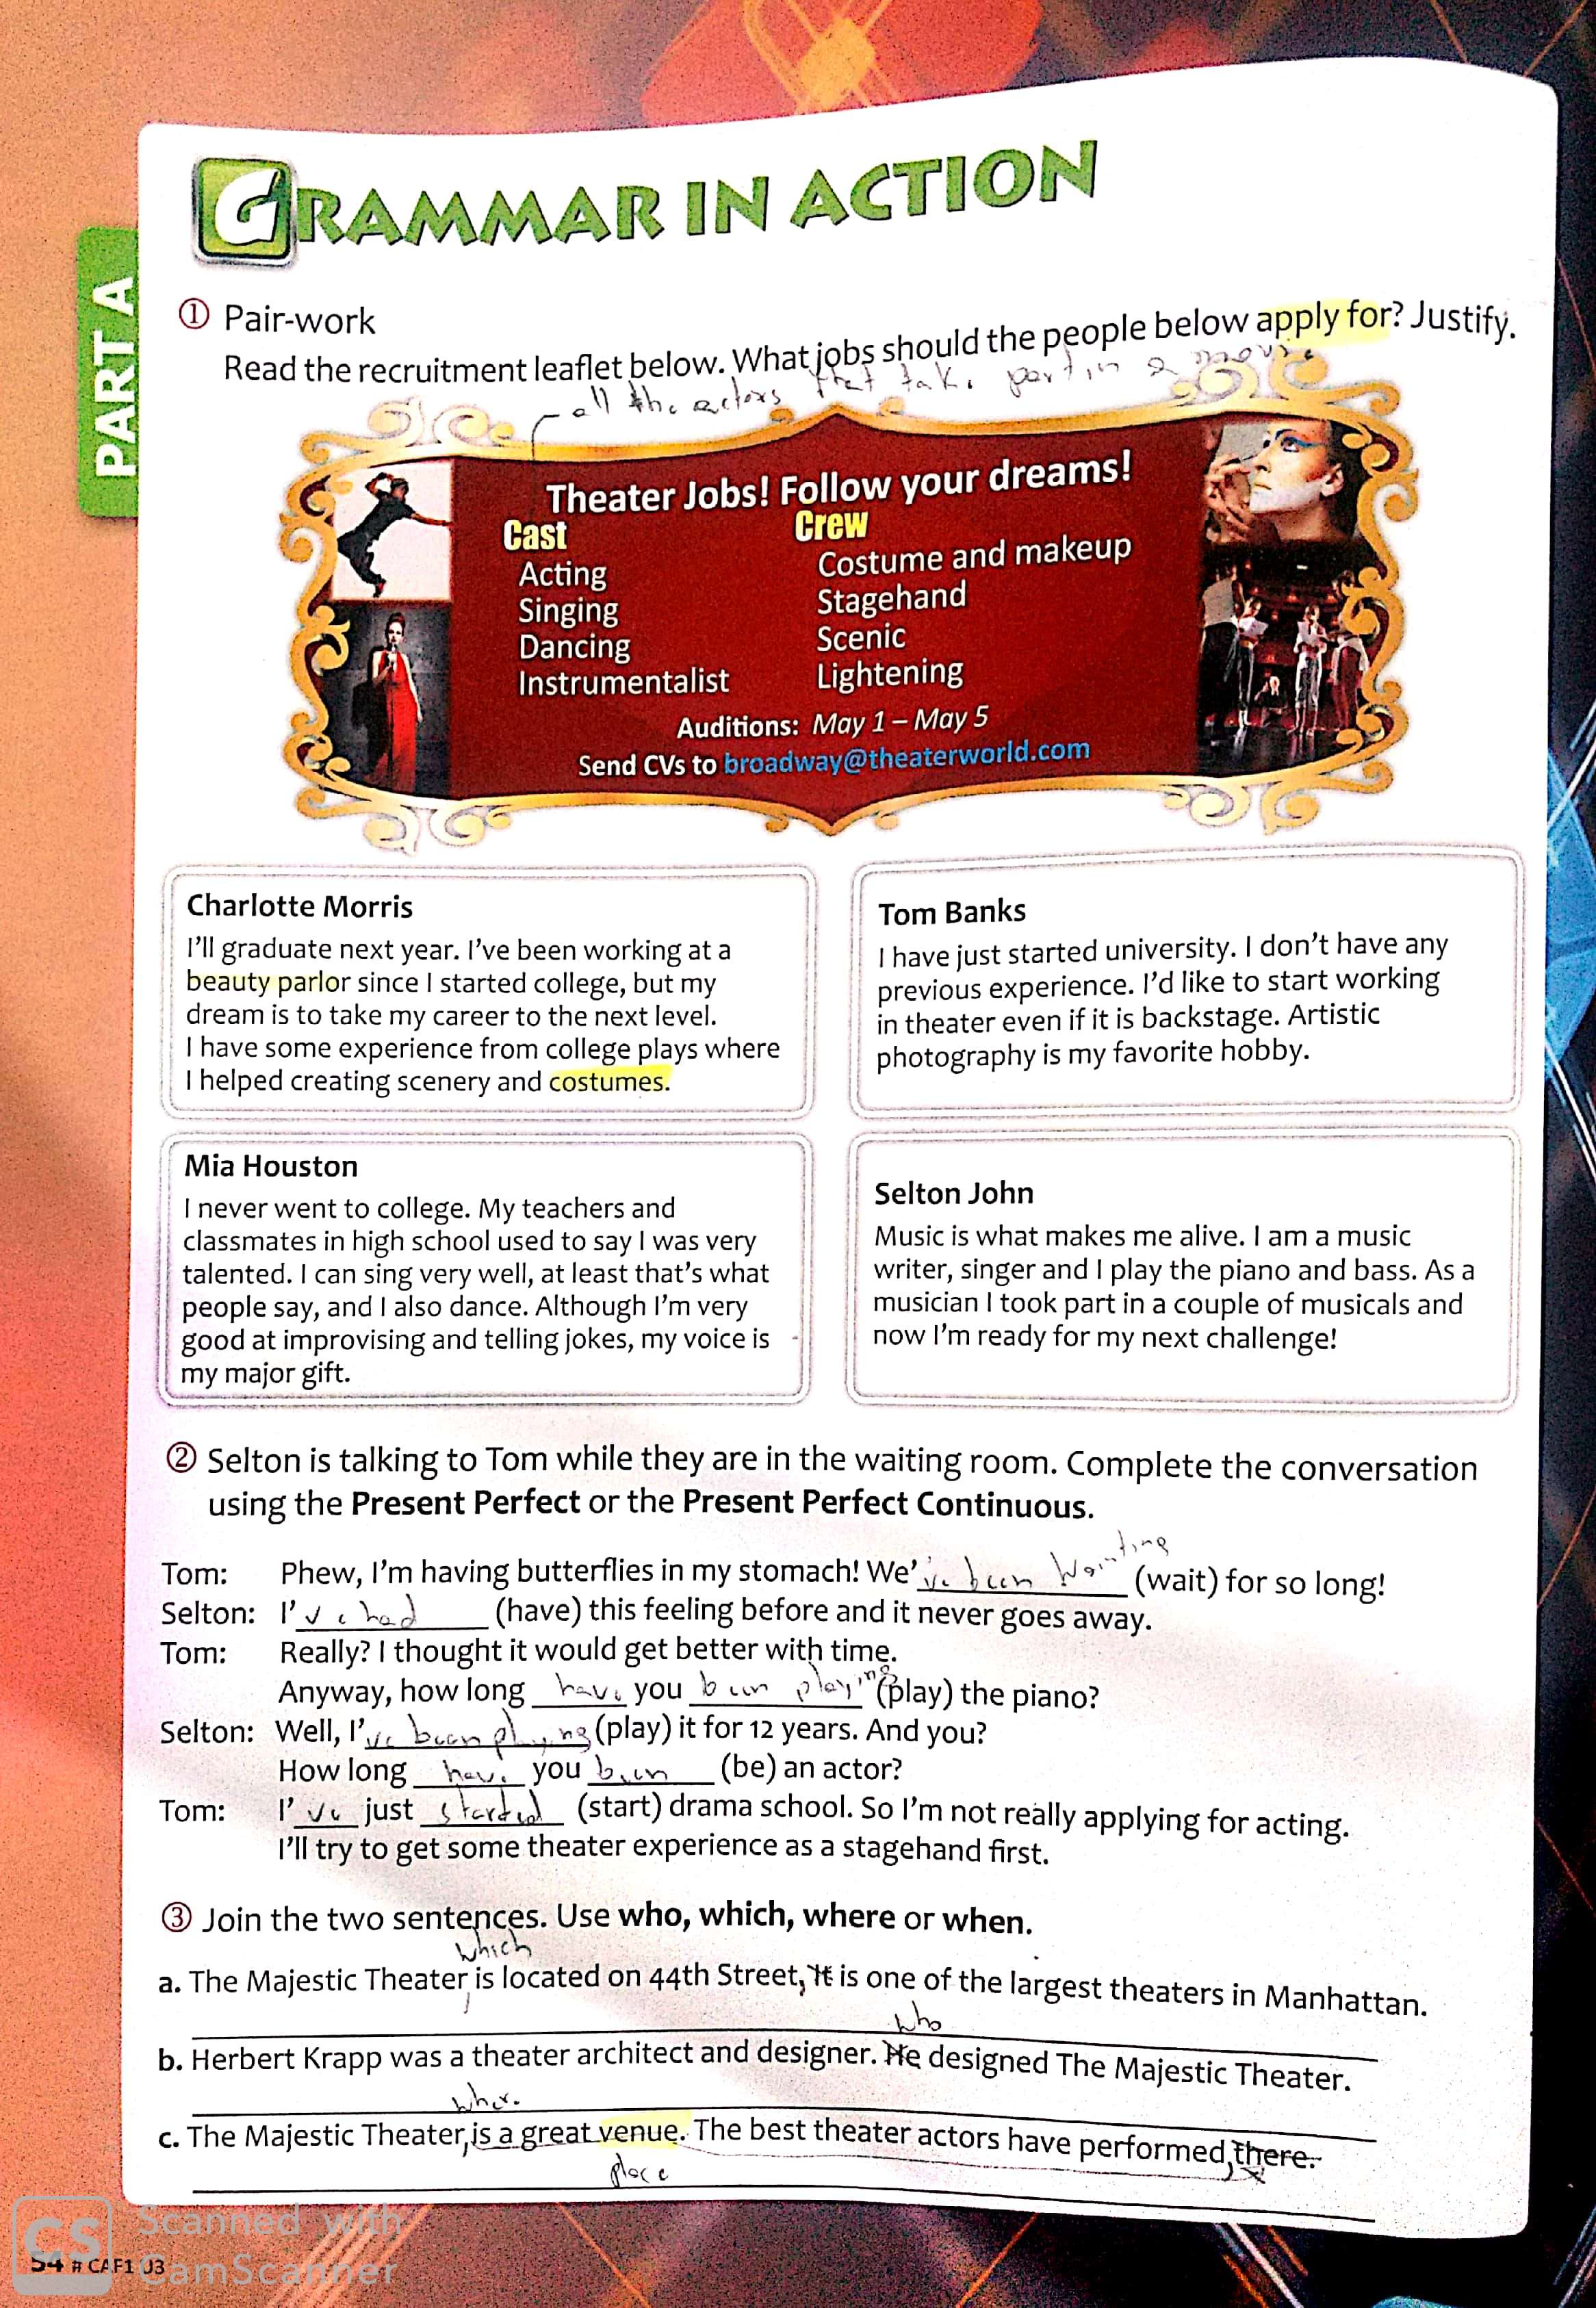 GRAMMAR IN ACTION
PART A
① Pair-work
Read the recruitment leaflet below. What jobs should the people below apply for? Justify.
all the actors that take part in a movie
Theater Jobs! Follow your dreams!
Cast
Acting
Singing
Dancing
Instrumentalist
Crew
Costume and makeup
Stagehand
Scenic
Lightening
Auditions: May 1 – May 5
Send CVs to broadway@theaterworld.com
Charlotte Morris
I'll graduate next year. I've been working at a
beauty parlor since I started college, but my
dream is to take my career to the next level.
I have some experience from college plays where
I helped creating scenery and costumes.
Tom Banks
I have just started university. I don't have any
previous experience. I'd like to start working
in theater even if it is backstage. Artistic
photography is my favorite hobby.
Mia Houston
I never went to college. My teachers and
classmates in high school used to say I was very
talented. I can sing very well, at least that's what
people say, and I also dance. Although I'm very
good at improvising and telling jokes, my voice is
my major gift.
Selton John
Music is what makes me alive. I am a music
writer, singer and I play the piano and bass. As a
musician I took part in a couple of musicals and
now I'm ready for my next challenge!
② Selton is talking to Tom while they are in the waiting room. Complete the conversation
using the Present Perfect or the Present Perfect Continuous.
Tom: Phew, I'm having butterflies in my stomach! We've been waiting (wait) for so long!
Selton: I've had (have) this feeling before and it never goes away.
Tom: Really? I thought it would get better with time.
Anyway, how long have you been playing (play) the piano?
Selton: Well, I've been playing (play) it for 12 years. And you?
How long have you been (be) an actor?
Tom: I've just started (start) drama school. So I'm not really applying for acting.
I'll try to get some theater experience as a stagehand first.
③ Join the two sentences. Use who, which, where or when.
which
a. The Majestic Theater, is located on 44th Street, It is one of the largest theaters in Manhattan.
who
b. Herbert Krapp was a theater architect and designer. He designed The Majestic Theater.
where
c. The Majestic Theater, is a great venue. The best theater actors have performed, there.
place
CS
Scanned with
CamScanner
54 # CAF1 03